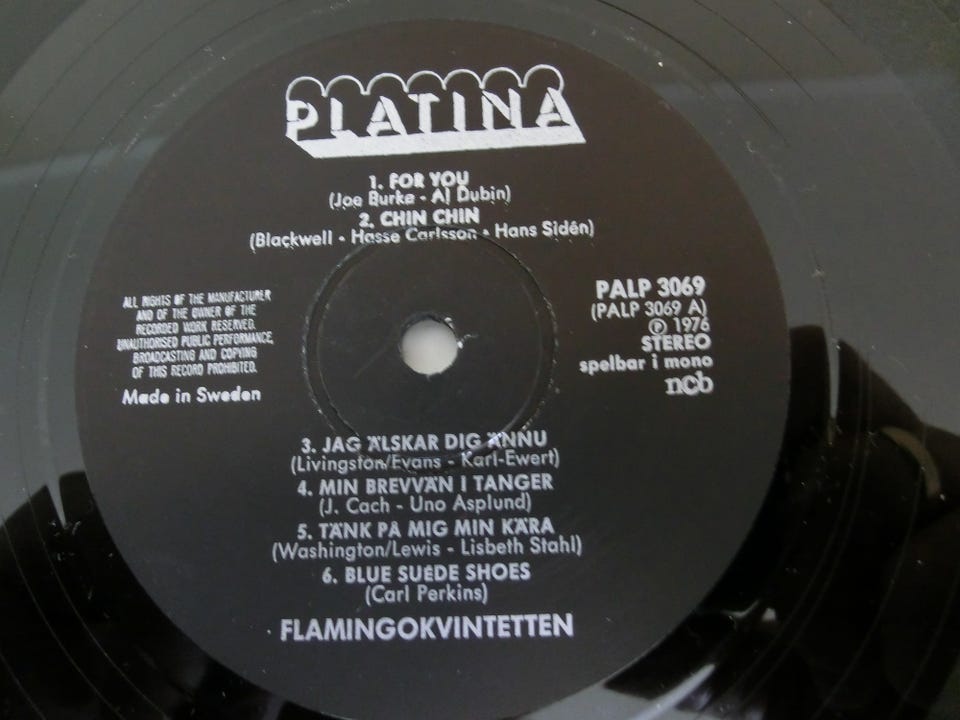 PLATINA
1. FOR YOU
(Joe Burke - Al Dubin)
2. CHIN CHIN
(Blackwell - Hasse Carlsson - Hans Sidén)
ALL RIGHTS OF THE MANUFACTURER
AND OF THE OWNER OF THE
RECORDED WORK RESERVED.
UNAUTHORISED PUBLIC PERFORMANCE,
BROADCASTING AND COPYING
OF THIS RECORD PROHIBITED.
Made in Sweden
PALP 3069
(PALP 3069 A)
℗ 1976
STEREO
spelbar i mono
ncb
3. JAG ÄLSKAR DIG ÄNNU
(Livingston/Evans - Karl-Ewert)
4. MIN BREVVÄN I TANGER
(J. Cach - Uno Asplund)
5. TÄNK PÅ MIG MIN KÄRA
(Washington/Lewis - Lisbeth Stahl)
6. BLUE SUEDE SHOES
(Carl Perkins)
FLAMINGOKVINTETTEN